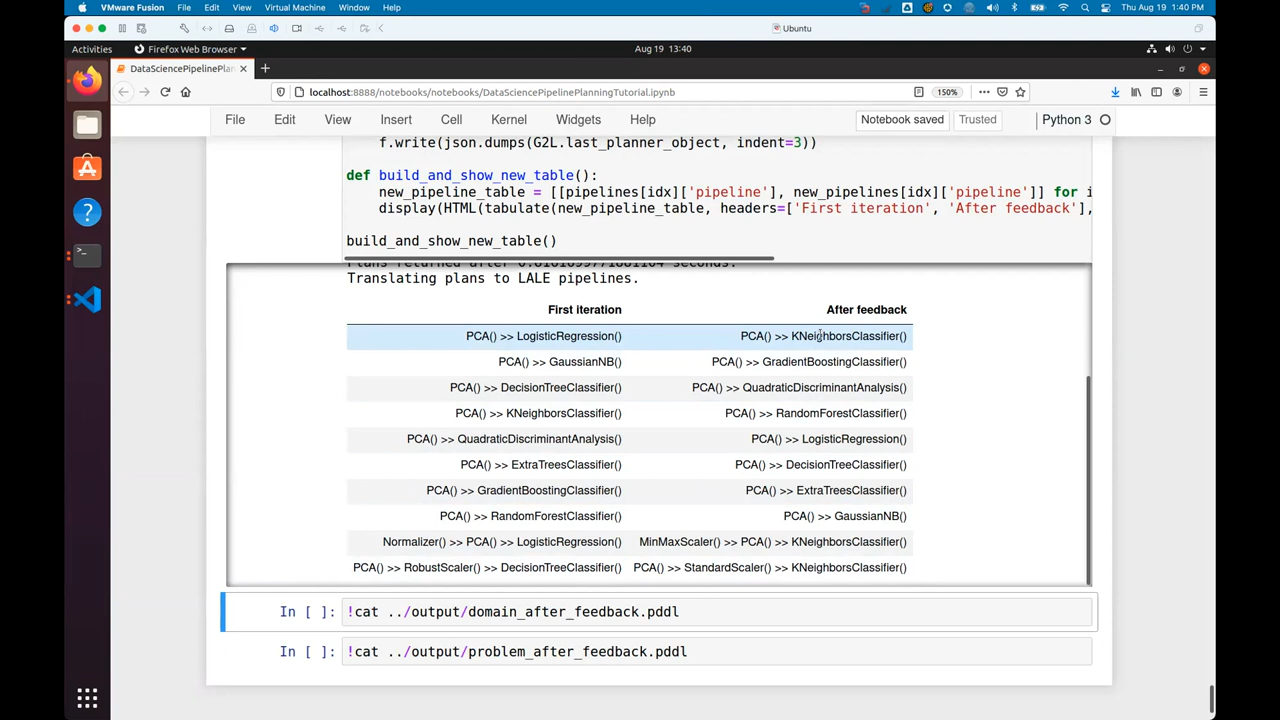 VMware Fusion File Edit View Virtual Machine Window Help Thu Aug 19 1:40 PM
Ubuntu
Activities Firefox Web Browser Aug 19 13:40
DataSciencePipelinePlan
localhost:8888/notebooks/notebooks/DataSciencePipelinePlanningTutorial.ipynb 150%
File Edit View Insert Cell Kernel Widgets Help Notebook saved Trusted Python 3
f.write(json.dumps(G2L.last_planner_object, indent=3))
def build_and_show_new_table():
new_pipeline_table = [[pipelines[idx]['pipeline'], new_pipelines[idx]['pipeline']] for i
display(HTML(tabulate(new_pipeline_table, headers=['First iteration', 'After feedback'],
build_and_show_new_table()
Translating plans to LALE pipelines.
First iteration After feedback
PCA() >> LogisticRegression() PCA() >> KNeighborsClassifier()
PCA() >> GaussianNB() PCA() >> GradientBoostingClassifier()
PCA() >> DecisionTreeClassifier() PCA() >> QuadraticDiscriminantAnalysis()
PCA() >> KNeighborsClassifier() PCA() >> RandomForestClassifier()
PCA() >> QuadraticDiscriminantAnalysis() PCA() >> LogisticRegression()
PCA() >> ExtraTreesClassifier() PCA() >> DecisionTreeClassifier()
PCA() >> GradientBoostingClassifier() PCA() >> ExtraTreesClassifier()
PCA() >> RandomForestClassifier() PCA() >> GaussianNB()
Normalizer() >> PCA() >> LogisticRegression() MinMaxScaler() >> PCA() >> KNeighborsClassifier()
PCA() >> RobustScaler() >> DecisionTreeClassifier() PCA() >> StandardScaler() >> KNeighborsClassifier()
In [ ]: !cat ../output/domain_after_feedback.pddl
In [ ]: !cat ../output/problem_after_feedback.pddl